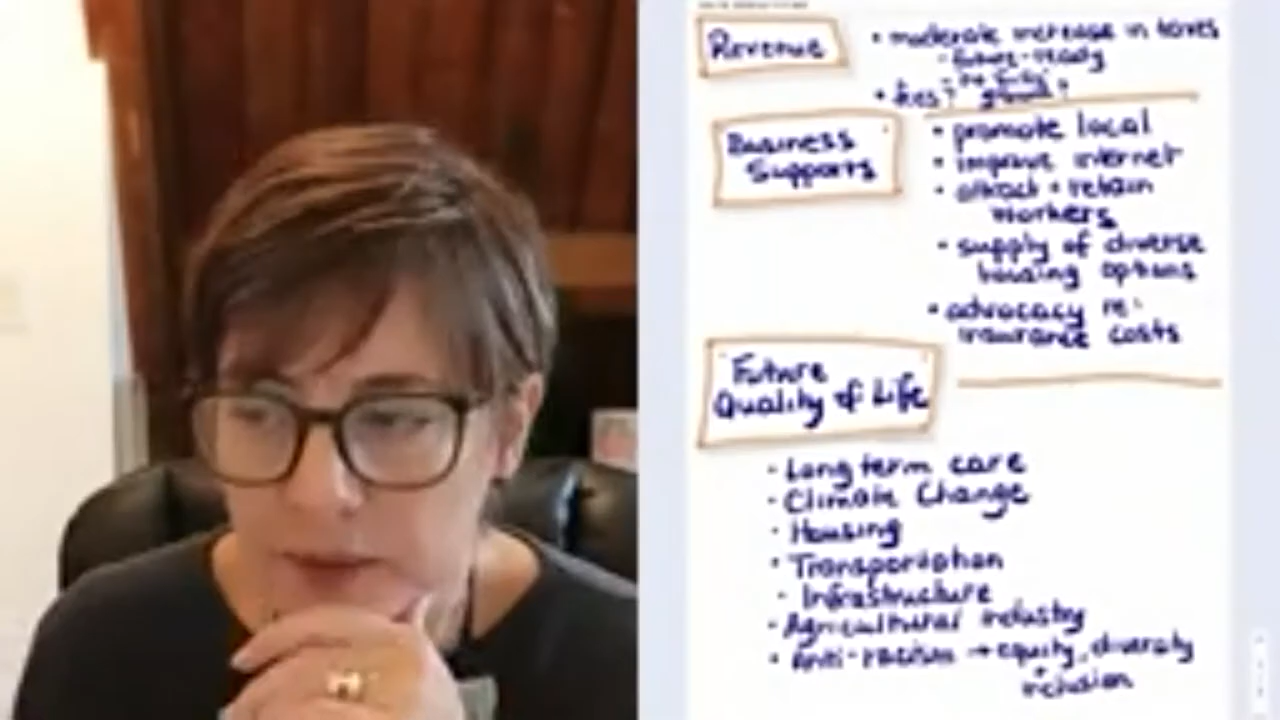 Revenue
• moderate increase in taxes
- future-ready
• fees?
Business
Supports
• promote local
• improve internet
• attract + retain
workers
• supply of diverse
housing options
• advocacy re:
insurance costs
Future
Quality of Life
• Long term care
• Climate Change
• Housing
• Transportation
• Infrastructure
• Agricultural industry
• Anti-racism → equity, diversity
+
inclusion